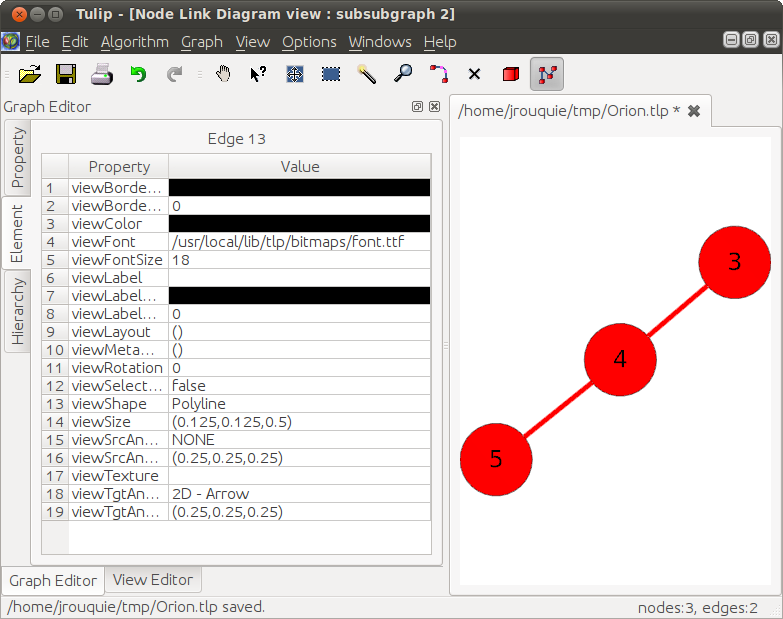 Tulip - [Node Link Diagram view : subsubgraph 2]
File Edit Algorithm Graph View Options Windows Help
Graph Editor
/home/jrouquie/tmp/Orion.tlp *
Property
Element
Hierarchy
Edge 13
Property Value
1 viewBorde...
2 viewBorde... 0
3 viewColor
4 viewFont /usr/local/lib/tlp/bitmaps/font.ttf
5 viewFontSize 18
6 viewLabel
7 viewLabel...
8 viewLabel... 0
9 viewLayout ()
10 viewMeta... ()
11 viewRotation 0
12 viewSelect... false
13 viewShape Polyline
14 viewSize (0.125,0.125,0.5)
15 viewSrcAn... NONE
16 viewSrcAn... (0.25,0.25,0.25)
17 viewTexture
18 viewTgtAn... 2D - Arrow
19 viewTgtAn... (0.25,0.25,0.25)
3
4
5
Graph Editor View Editor
/home/jrouquie/tmp/Orion.tlp saved.
nodes:3, edges:2